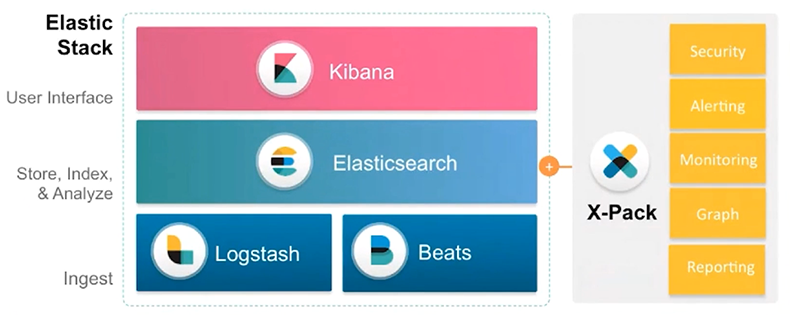 Elastic
Stack
User Interface
Kibana
Store, Index,
& Analyze
Elasticsearch
Ingest
Logstash
Beats
+
X-Pack
Security
Alerting
Monitoring
Graph
Reporting